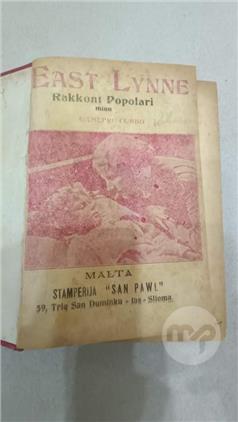 EAST LYNNE
Rakkont Popolari
minn
MALTA
STAMPERIJA "SAN PAWL"
59, Triq San Duminku - tas - Sliema